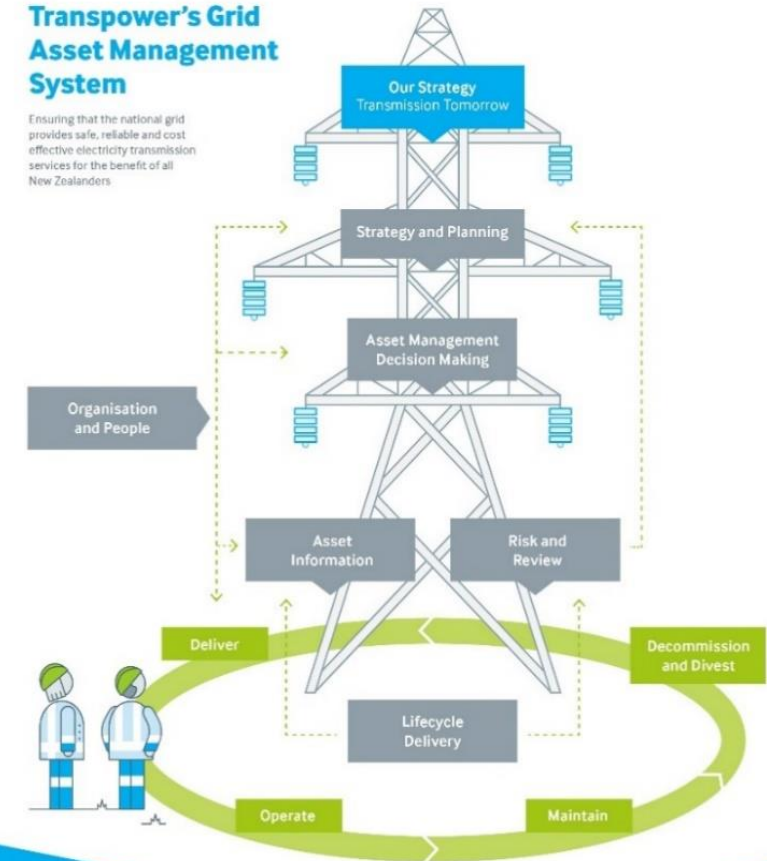 Transpower's Grid
Asset Management
System
Ensuring that the national grid
provides safe, reliable and cost
effective electricity transmission
services for the benefit of all
New Zealanders
Our Strategy
Transmission Tomorrow
Strategy and Planning
Asset Management
Decision Making
Organisation
and People
Asset
Information
Risk and
Review
Deliver
Decommission
and Divest
Lifecycle
Delivery
Operate
Maintain